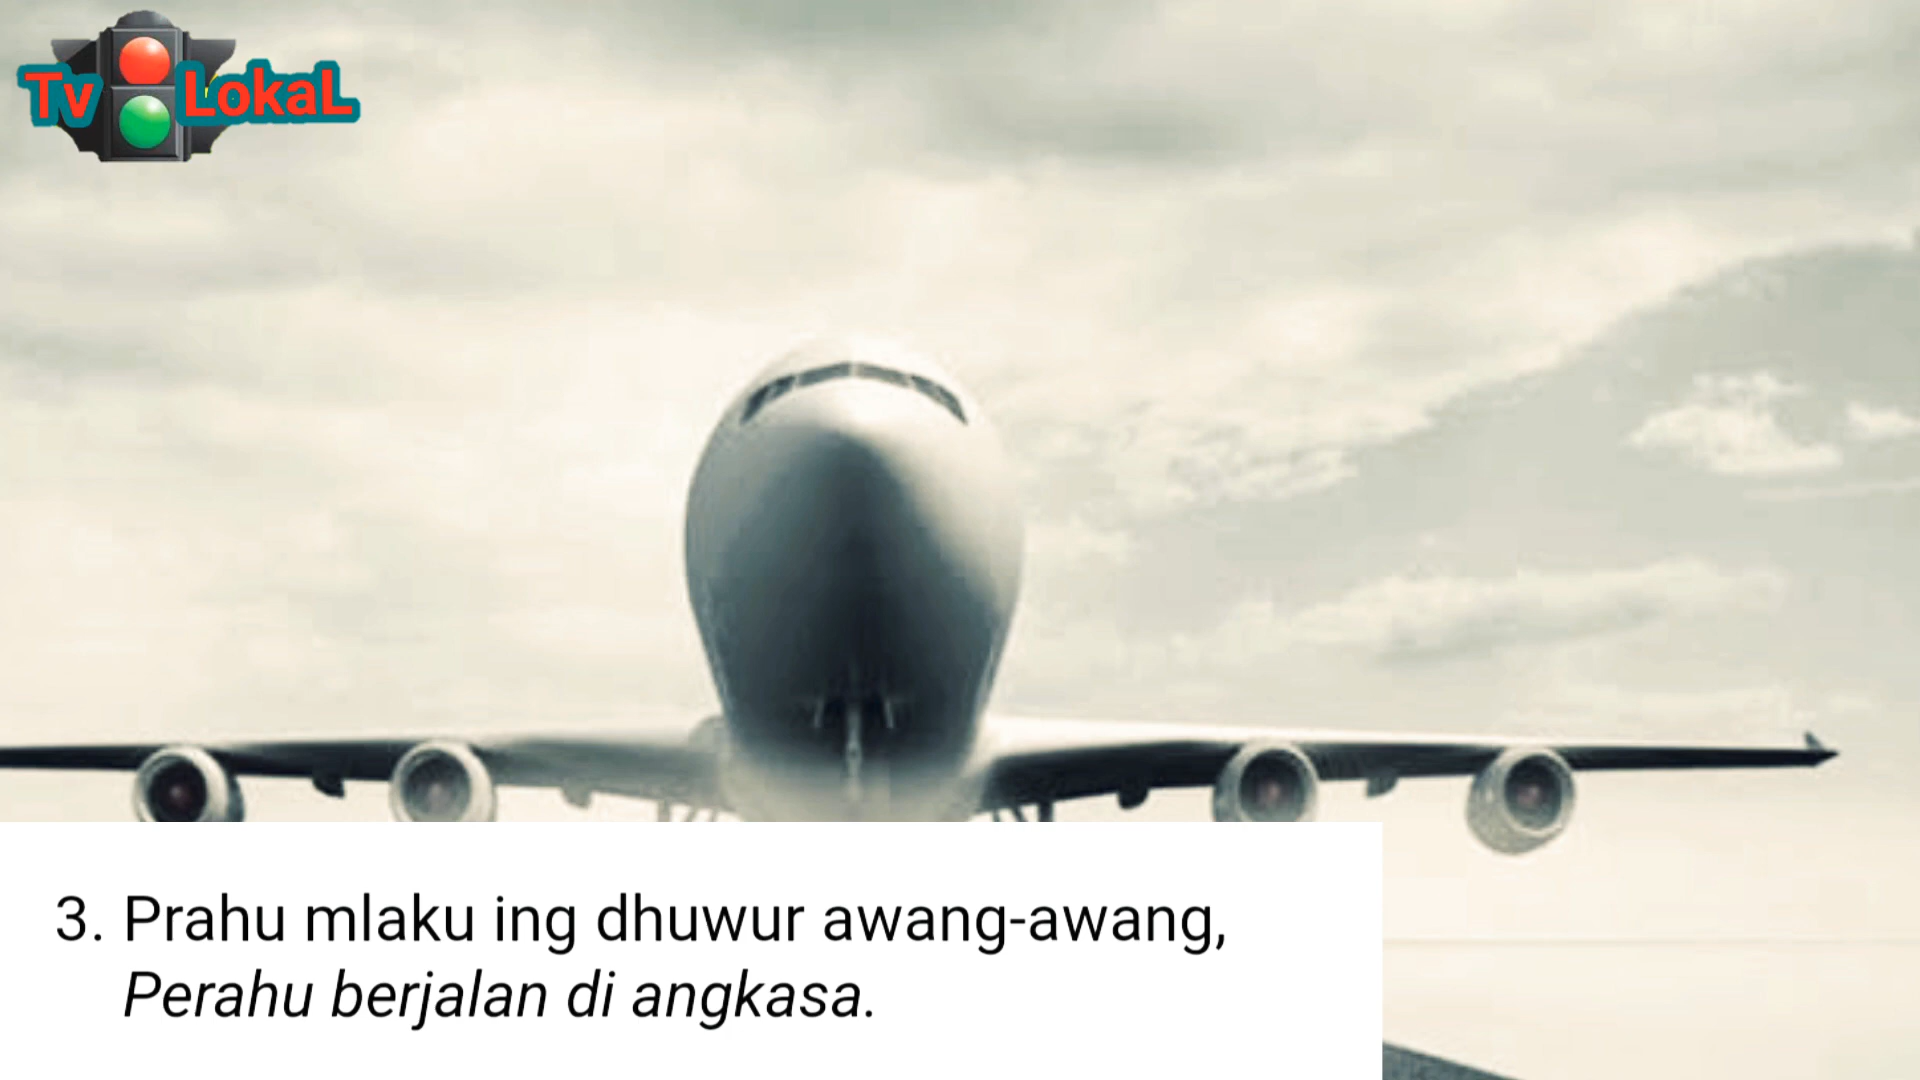 Tv LokaL
3. Prahu mlaku ing dhuwur awang-awang,
Perahu berjalan di angkasa.